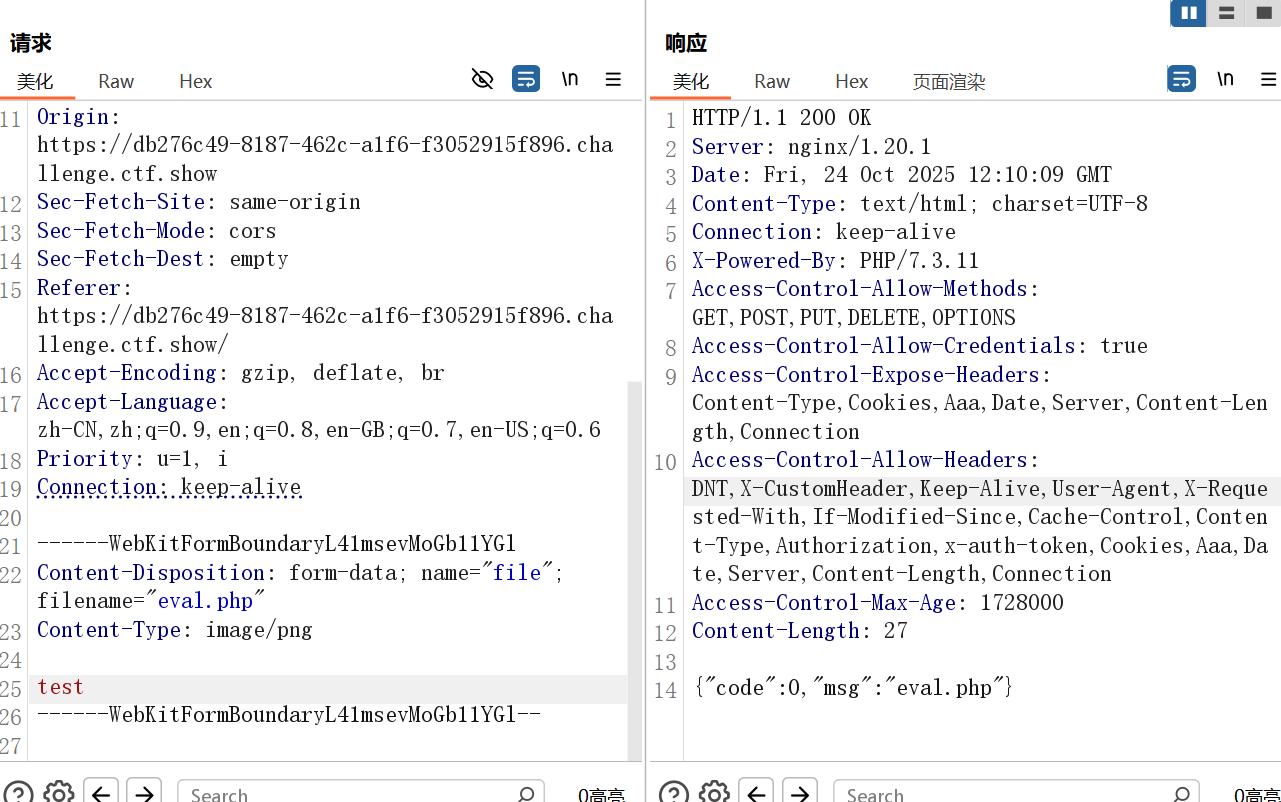 请求
美化 Raw Hex \n
11 Origin:
https://db276c49-8187-462c-a1f6-f3052915f896.cha
llenge.ctf.show
12 Sec-Fetch-Site: same-origin
13 Sec-Fetch-Mode: cors
14 Sec-Fetch-Dest: empty
15 Referer:
https://db276c49-8187-462c-a1f6-f3052915f896.cha
llenge.ctf.show/
16 Accept-Encoding: gzip, deflate, br
17 Accept-Language:
zh-CN,zh;q=0.9,en;q=0.8,en-GB;q=0.7,en-US;q=0.6
18 Priority: u=1, i
19 Connection: keep-alive
20
21 ------WebKitFormBoundaryL41msevMoGb11YGl
22 Content-Disposition: form-data; name="file";
filename="eval.php"
23 Content-Type: image/png
24
25 test
26 ------WebKitFormBoundaryL41msevMoGb11YGl--
27
Search 0高亮
响应
美化 Raw Hex 页面渲染 \n
1 HTTP/1.1 200 OK
2 Server: nginx/1.20.1
3 Date: Fri, 24 Oct 2025 12:10:09 GMT
4 Content-Type: text/html; charset=UTF-8
5 Connection: keep-alive
6 X-Powered-By: PHP/7.3.11
7 Access-Control-Allow-Methods:
GET,POST,PUT,DELETE,OPTIONS
8 Access-Control-Allow-Credentials: true
9 Access-Control-Expose-Headers:
Content-Type,Cookies,Aaa,Date,Server,Content-Len
gth,Connection
10 Access-Control-Allow-Headers:
DNT,X-CustomHeader,Keep-Alive,User-Agent,X-Reque
sted-With,If-Modified-Since,Cache-Control,Conten
t-Type,Authorization,x-auth-token,Cookies,Aaa,Da
te,Server,Content-Length,Connection
11 Access-Control-Max-Age: 1728000
12 Content-Length: 27
13
14 {"code":0,"msg":"eval.php"}
Search 0高亮